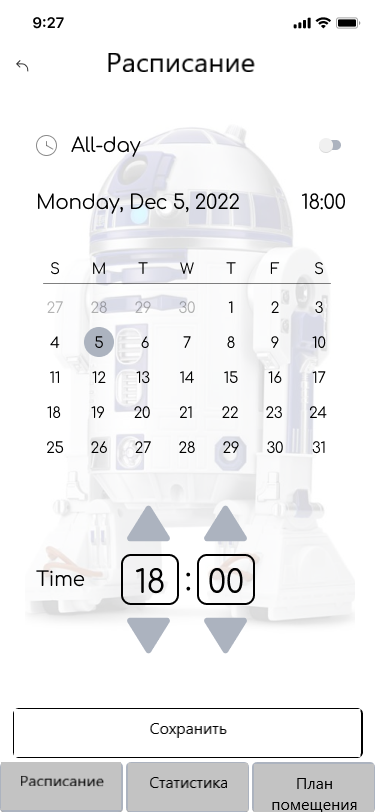 9:27
Расписание
All-day
Monday, Dec 5, 2022 18:00
S M T W T F S
27 28 29 30 1 2 3
4 5 6 7 8 9 10
11 12 13 14 15 16 17
18 19 20 21 22 23 24
25 26 27 28 29 30 31
Time 18 : 00
Сохранить
Расписание Статистика План
помещения